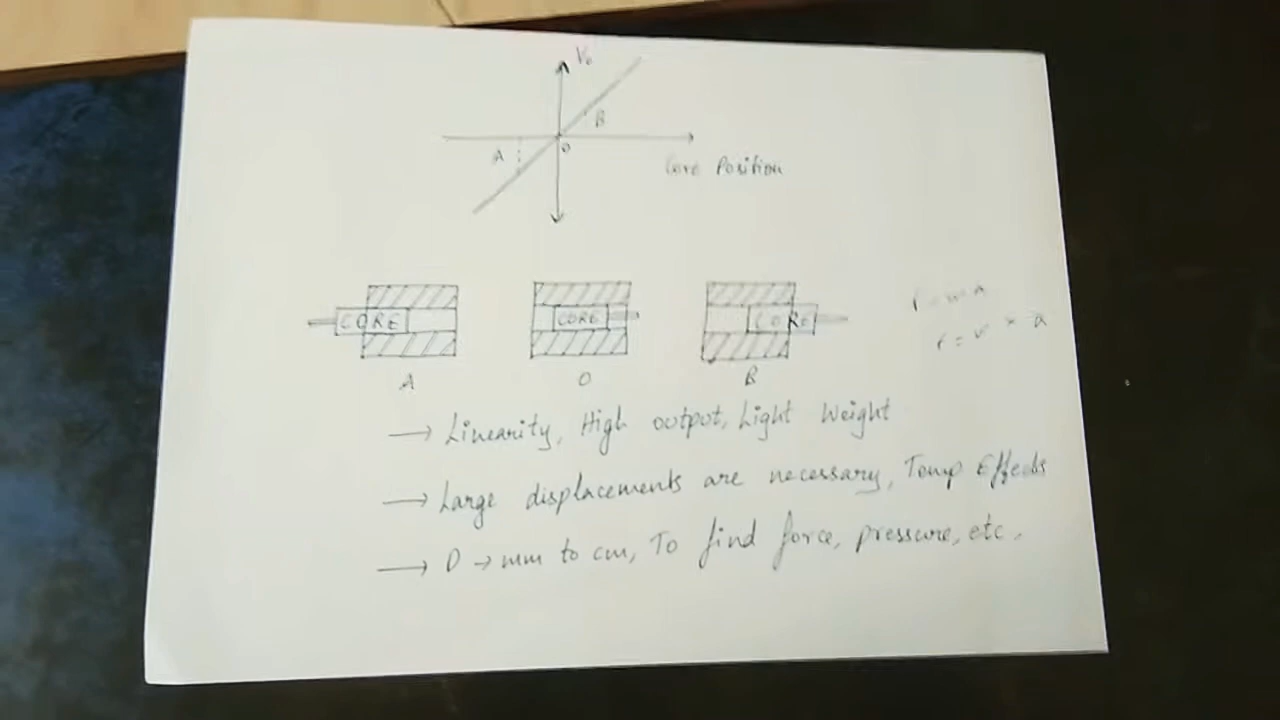 V₀
B
A
0
Core Position
CORE
CORE
CORE
A
O
B
→ Linearity, High output, Light Weight
→ Large displacements are necessary, Temp Effects
→ D → mm to cm, To find force, pressure, etc.